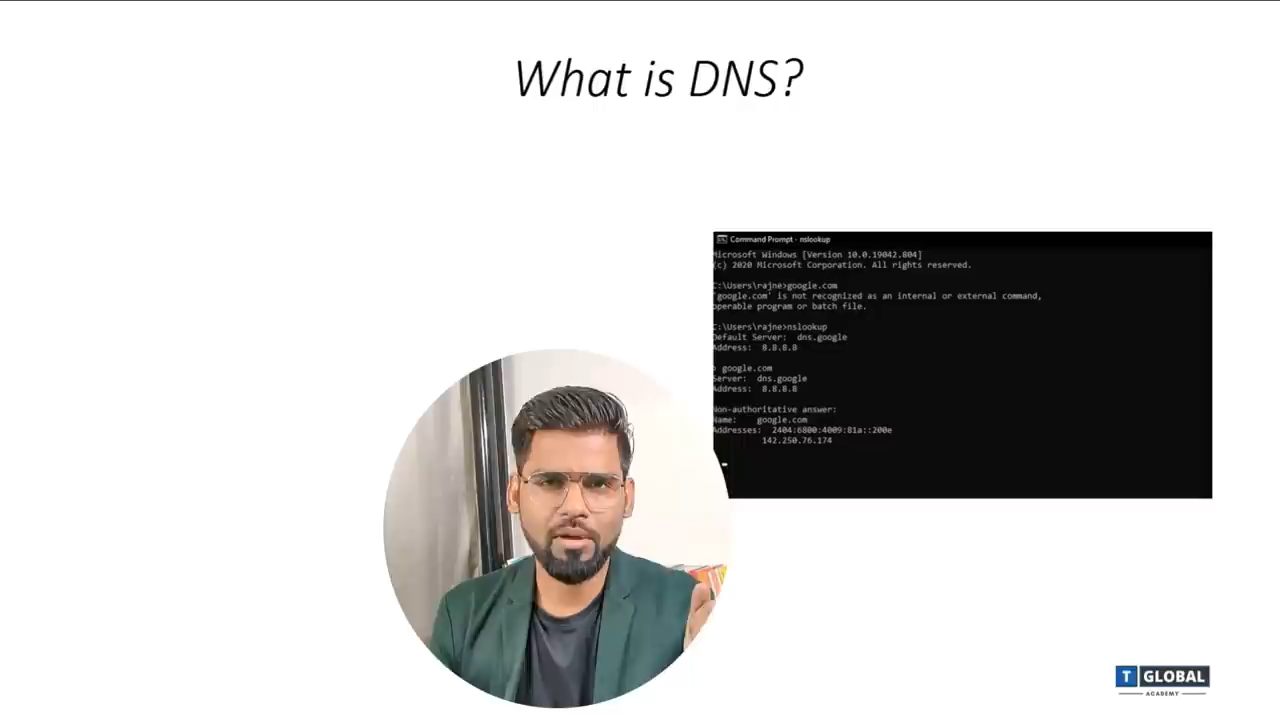 What is DNS?
Command Prompt - nslookup
Microsoft Windows [Version 10.0.19042.804]
(c) 2020 Microsoft Corporation. All rights reserved.
C:\Users\rajne>google.com
'google.com' is not recognized as an internal or external command,
operable program or batch file.
C:\Users\rajne>nslookup
Default Server:  dns.google
Address:  8.8.8.8
> google.com
Server:  dns.google
Address:  8.8.8.8
Non-authoritative answer:
Name:    google.com
Addresses:  2404:6800:4009:81a::200e
142.250.76.174
T GLOBAL
ACADEMY